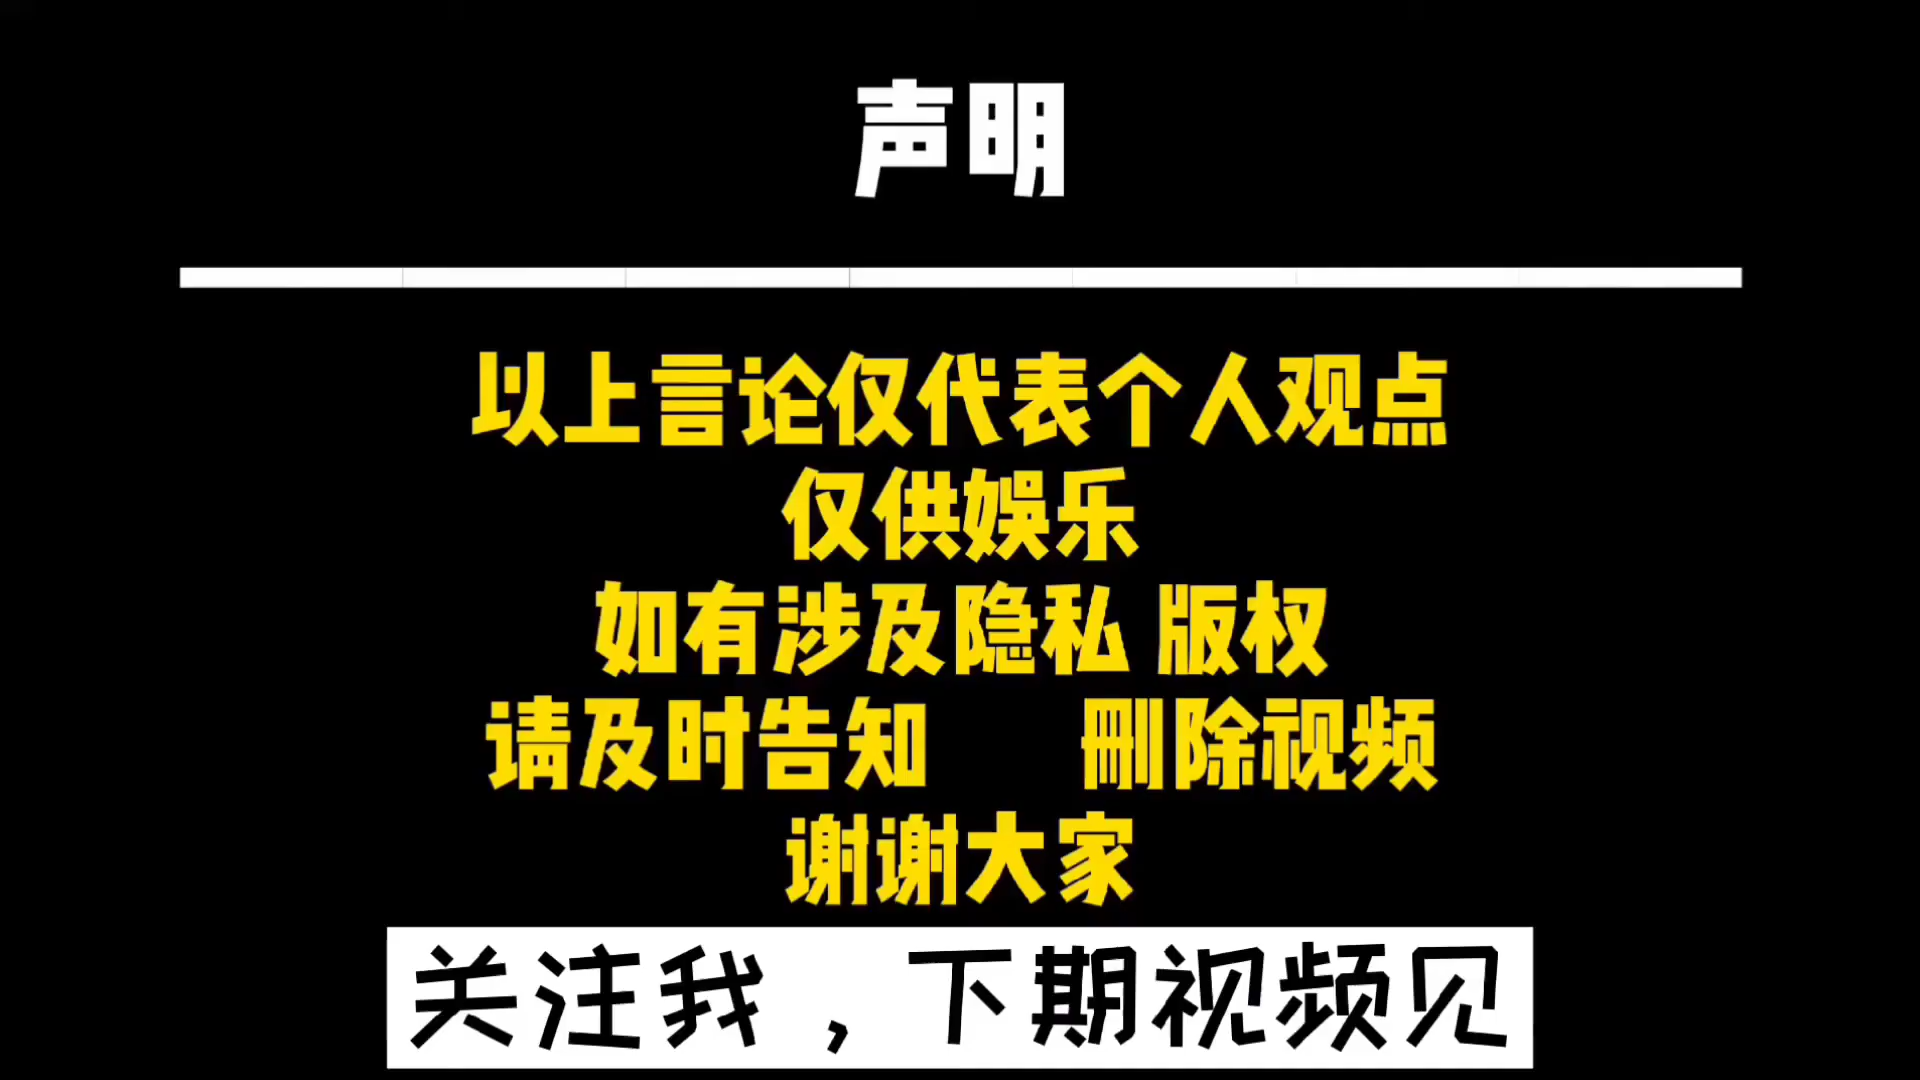 声明
以上言论仅代表个人观点
仅供娱乐
如有涉及隐私 版权
请及时告知 删除视频
谢谢大家
关注我，下期视频见